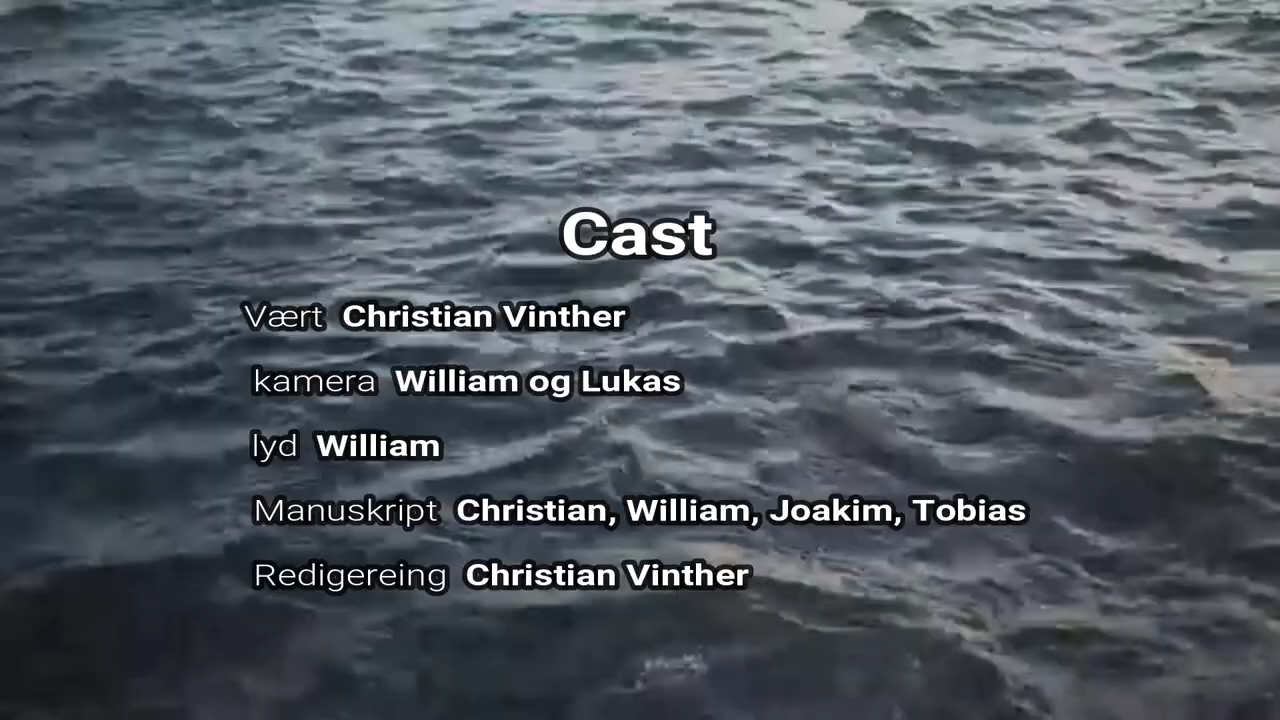 Cast
Vært Christian Vinther
kamera William og Lukas
lyd William
Manuskript Christian, William, Joakim, Tobias
Redigereing Christian Vinther